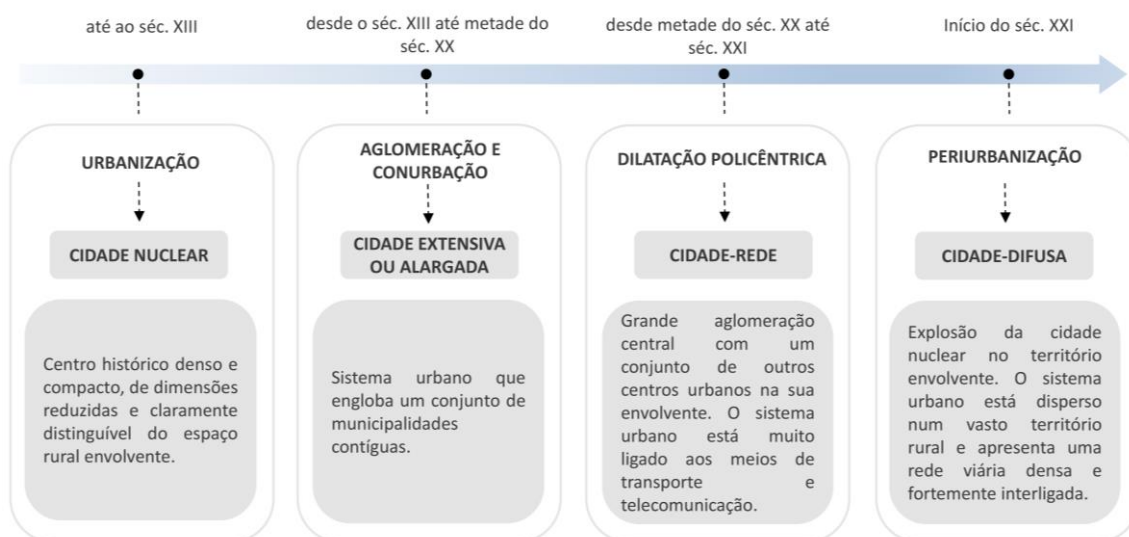 até ao séc. XIII
desde o séc. XIII até metade do
séc. XX
desde metade do séc. XX até
séc. XXI
Início do séc. XXI
URBANIZAÇÃO
CIDADE NUCLEAR
Centro histórico denso e
compacto, de dimensões
reduzidas e claramente
distinguível do espaço
rural envolvente.
AGLOMERAÇÃO E
CONURBAÇÃO
CIDADE EXTENSIVA
OU ALARGADA
Sistema urbano que
engloba um conjunto de
municipalidades
contíguas.
DILATAÇÃO POLICÊNTRICA
CIDADE-REDE
Grande aglomeração
central com um
conjunto de outros
centros urbanos na sua
envolvente. O sistema
urbano está muito
ligado aos meios de
transporte e
telecomunicação.
PERIURBANIZAÇÃO
CIDADE-DIFUSA
Explosão da cidade
nuclear no território
envolvente. O sistema
urbano está disperso
num vasto território
rural e apresenta uma
rede viária densa e
fortemente interligada.